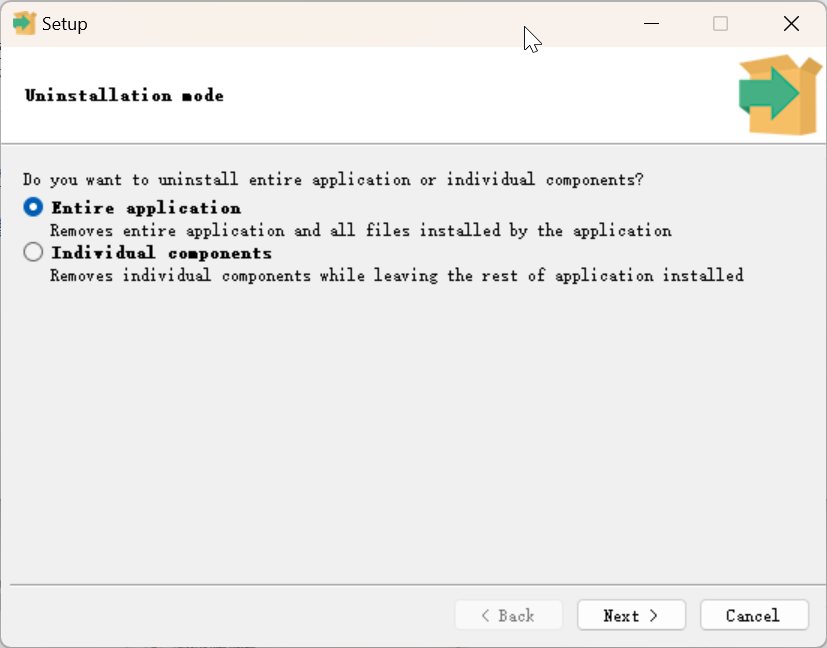 Setup
Uninstallation mode
Do you want to uninstall entire application or individual components?
Entire application
Removes entire application and all files installed by the application
Individual components
Removes individual components while leaving the rest of application installed
< Back
Next >
Cancel